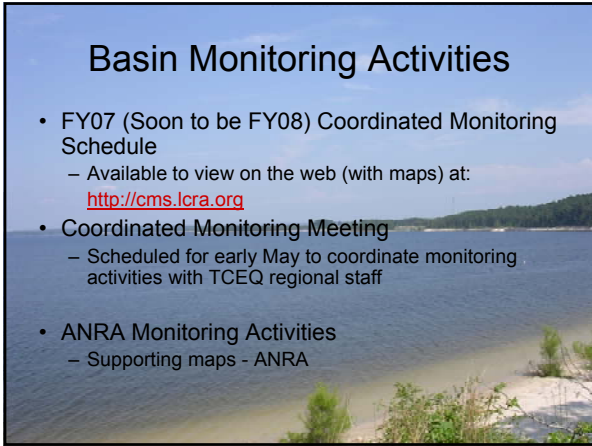 Basin Monitoring Activities
• FY07 (Soon to be FY08) Coordinated Monitoring
Schedule
– Available to view on the web (with maps) at:
http://cms.lcra.org
• Coordinated Monitoring Meeting
– Scheduled for early May to coordinate monitoring
activities with TCEQ regional staff
• ANRA Monitoring Activities
– Supporting maps - ANRA